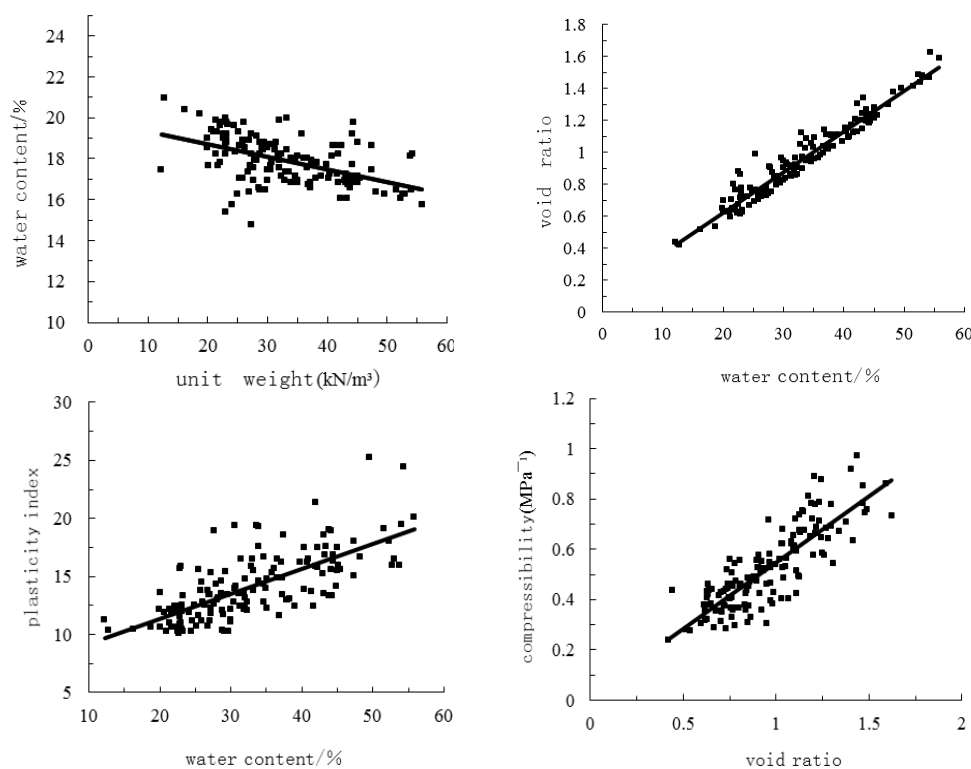 water content/%
24
22
20
18
16
14
12
10
0 10 20 30 40 50 60
unit weight(kN/m³)
void ratio
1.8
1.6
1.4
1.2
1
0.8
0.6
0.4
0.2
0
0 10 20 30 40 50 60
water content/%
plasticity index
30
25
20
15
10
5
10 20 30 40 50 60
water content/%
compressibility(MPa⁻¹)
1.2
1
0.8
0.6
0.4
0.2
0
0 0.5 1 1.5 2
void ratio